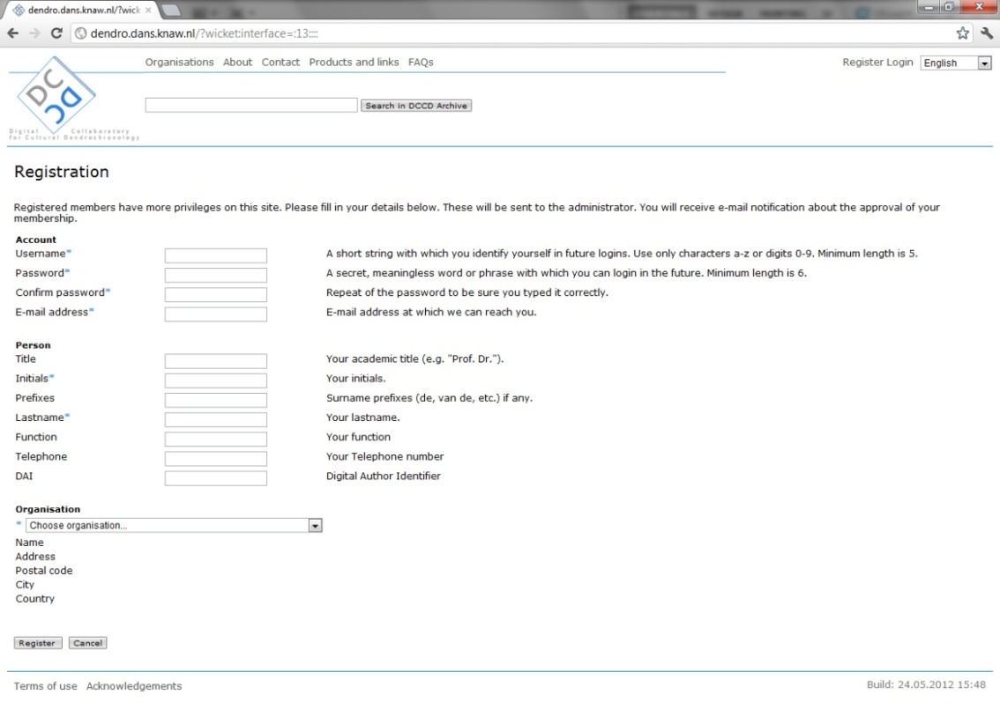 dendro.dans.knaw.nl/?wick
dendro.dans.knaw.nl/?wicket:interface=:13::::
Organisations About Contact Products and links FAQs
Register Login English
DC
CD
Search in DCCD Archive
Digital Collaboratory
For Cultural Dendrochronology
Registration
Registered members have more privileges on this site. Please fill in your details below. These will be sent to the administrator. You will receive e-mail notification about the approval of your
membership.
Account
Username* A short string with which you identify yourself in future logins. Use only characters a-z or digits 0-9. Minimum length is 5.
Password* A secret, meaningless word or phrase with which you can login in the future. Minimum length is 6.
Confirm password* Repeat of the password to be sure you typed it correctly.
E-mail address* E-mail address at which we can reach you.
Person
Title Your academic title (e.g. "Prof. Dr.").
Initials* Your initials.
Prefixes Surname prefixes (de, van de, etc.) if any.
Lastname* Your lastname.
Function Your function
Telephone Your Telephone number
DAI Digital Author Identifier
Organisation
* Choose organisation...
Name
Address
Postal code
City
Country
Register Cancel
Terms of use Acknowledgements
Build: 24.05.2012 15:48